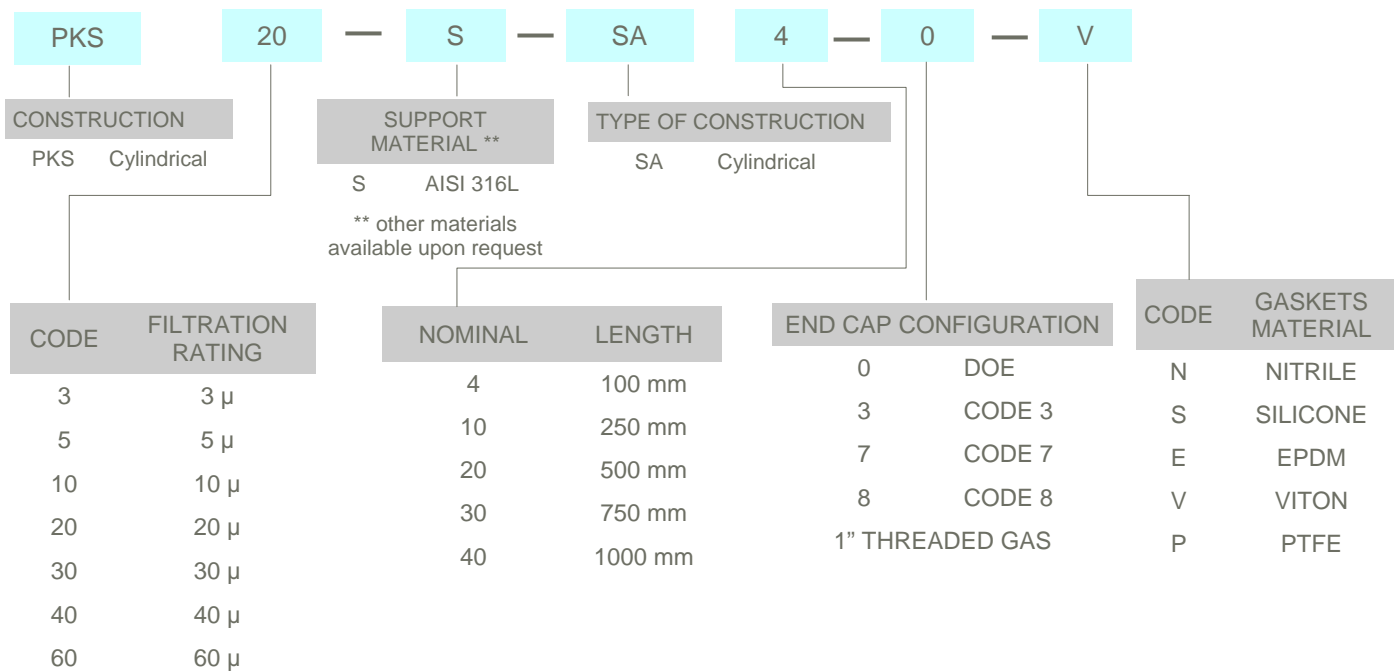 PKS 20 — S — SA 4 — 0 — V
CONSTRUCTION
PKS Cylindrical
SUPPORT
MATERIAL **
S AISI 316L
** other materials
available upon request
TYPE OF CONSTRUCTION
SA Cylindrical
CODE FILTRATION
RATING
3 3 µ
5 5 µ
10 10 µ
20 20 µ
30 30 µ
40 40 µ
60 60 µ
NOMINAL LENGTH
4 100 mm
10 250 mm
20 500 mm
30 750 mm
40 1000 mm
END CAP CONFIGURATION
0 DOE
3 CODE 3
7 CODE 7
8 CODE 8
1” THREADED GAS
CODE GASKETS
MATERIAL
N NITRILE
S SILICONE
E EPDM
V VITON
P PTFE